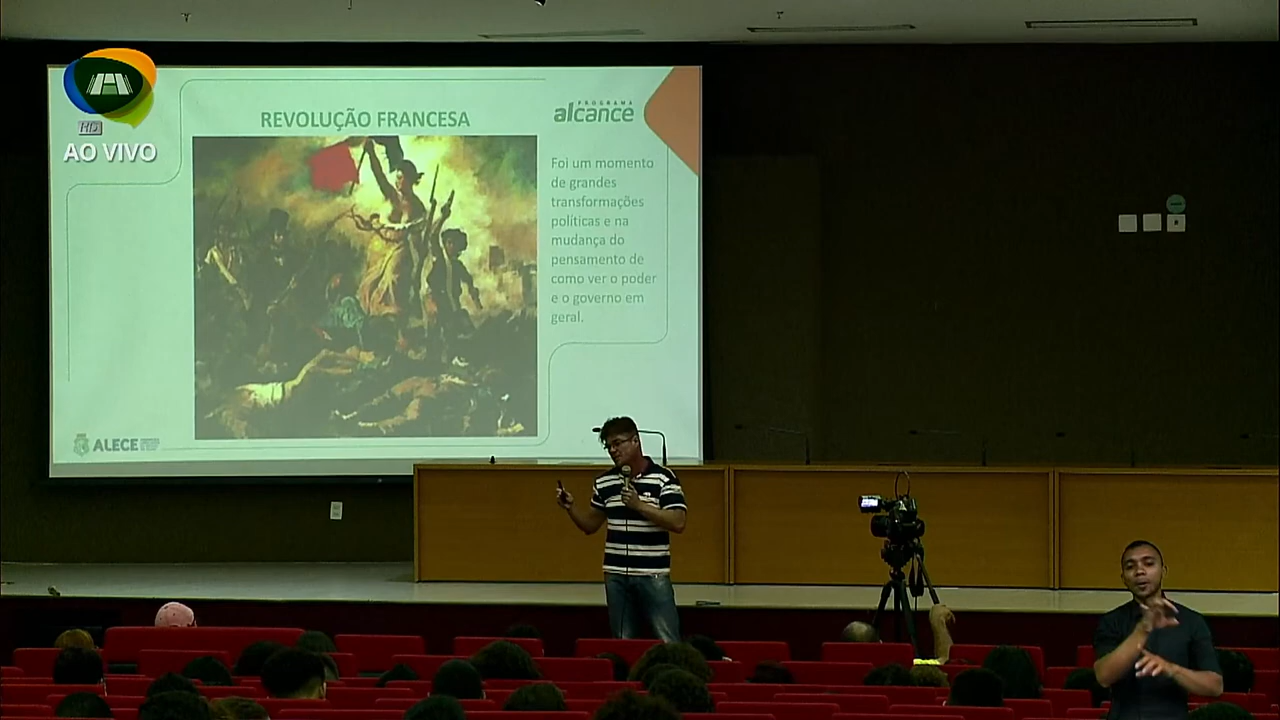 HD
AO VIVO
REVOLUÇÃO FRANCESA
PROGRAMA
alcance
Foi um momento
de grandes
transformações
políticas e na
mudança do
pensamento de
como ver o poder
e o governo em
geral.
ALECE